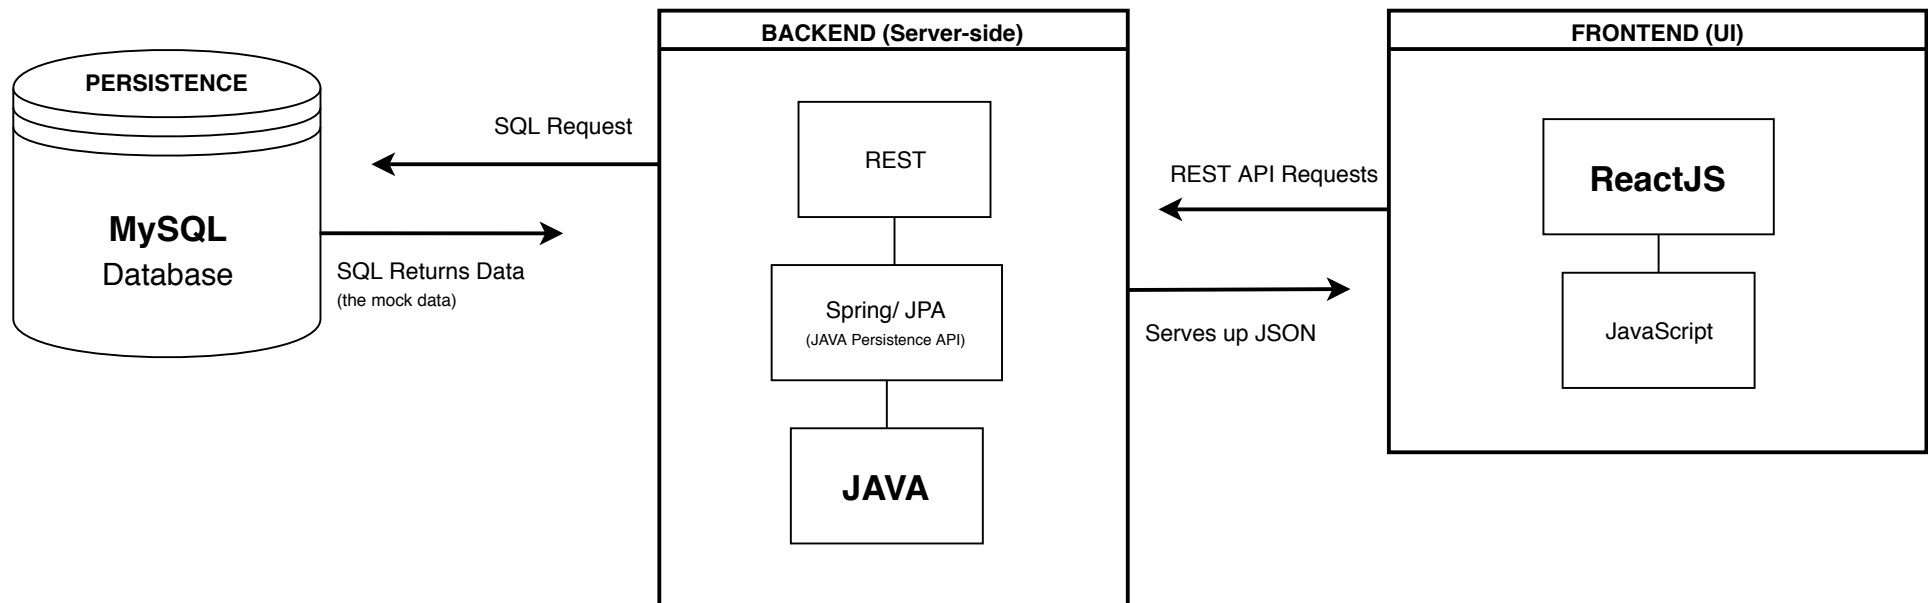 PERSISTENCE
MySQL
Database
SQL Request
SQL Returns Data
(the mock data)
BACKEND (Server-side)
REST
Spring/ JPA
(JAVA Persistence API)
JAVA
REST API Requests
Serves up JSON
FRONTEND (UI)
ReactJS
JavaScript